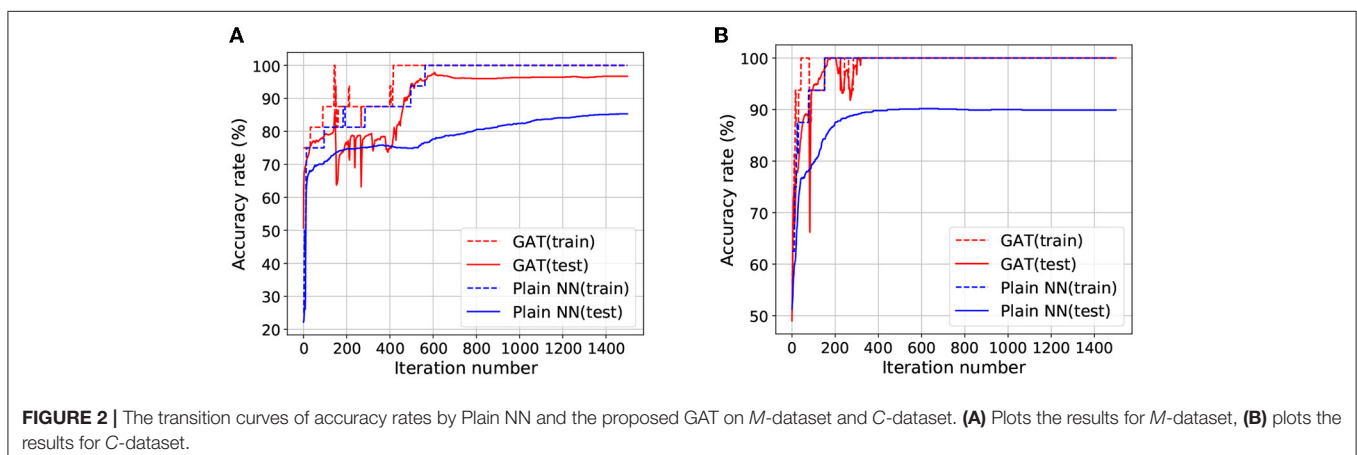 A
Accuracy rate (%)
100
90
80
70
60
50
40
30
20
0 200 400 600 800 1000 1200 1400
Iteration number
GAT(train)
GAT(test)
Plain NN(train)
Plain NN(test)
B
Accuracy rate (%)
100
90
80
70
60
50
0 200 400 600 800 1000 1200 1400
Iteration number
GAT(train)
GAT(test)
Plain NN(train)
Plain NN(test)
FIGURE 2 | The transition curves of accuracy rates by Plain NN and the proposed GAT on M-dataset and C-dataset. (A) Plots the results for M-dataset, (B) plots the
results for C-dataset.